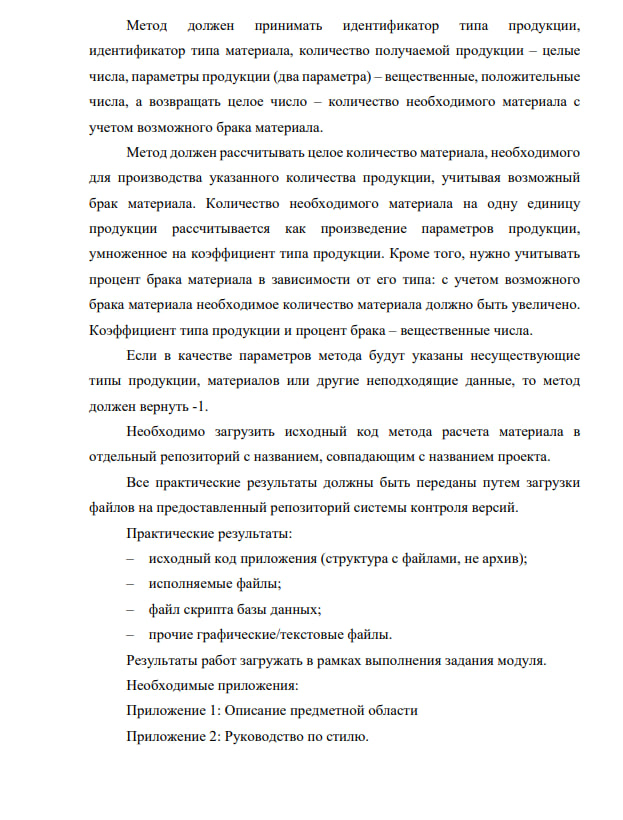 Метод должен принимать идентификатор типа продукции,
идентификатор типа материала, количество получаемой продукции – целые
числа, параметры продукции (два параметра) – вещественные, положительные
числа, а возвращать целое число – количество необходимого материала с
учетом возможного брака материала.
Метод должен рассчитывать целое количество материала, необходимого
для производства указанного количества продукции, учитывая возможный
брак материала. Количество необходимого материала на одну единицу
продукции рассчитывается как произведение параметров продукции,
умноженное на коэффициент типа продукции. Кроме того, нужно учитывать
процент брака материала в зависимости от его типа: с учетом возможного
брака материала необходимое количество материала должно быть увеличено.
Коэффициент типа продукции и процент брака – вещественные числа.
Если в качестве параметров метода будут указаны несуществующие
типы продукции, материалов или другие неподходящие данные, то метод
должен вернуть -1.
Необходимо загрузить исходный код метода расчета материала в
отдельный репозиторий с названием, совпадающим с названием проекта.
Все практические результаты должны быть переданы путем загрузки
файлов на предоставленный репозиторий системы контроля версий.
Практические результаты:
– исходный код приложения (структура с файлами, не архив);
– исполняемые файлы;
– файл скрипта базы данных;
– прочие графические/текстовые файлы.
Результаты работ загружать в рамках выполнения задания модуля.
Необходимые приложения:
Приложение 1: Описание предметной области
Приложение 2: Руководство по стилю.